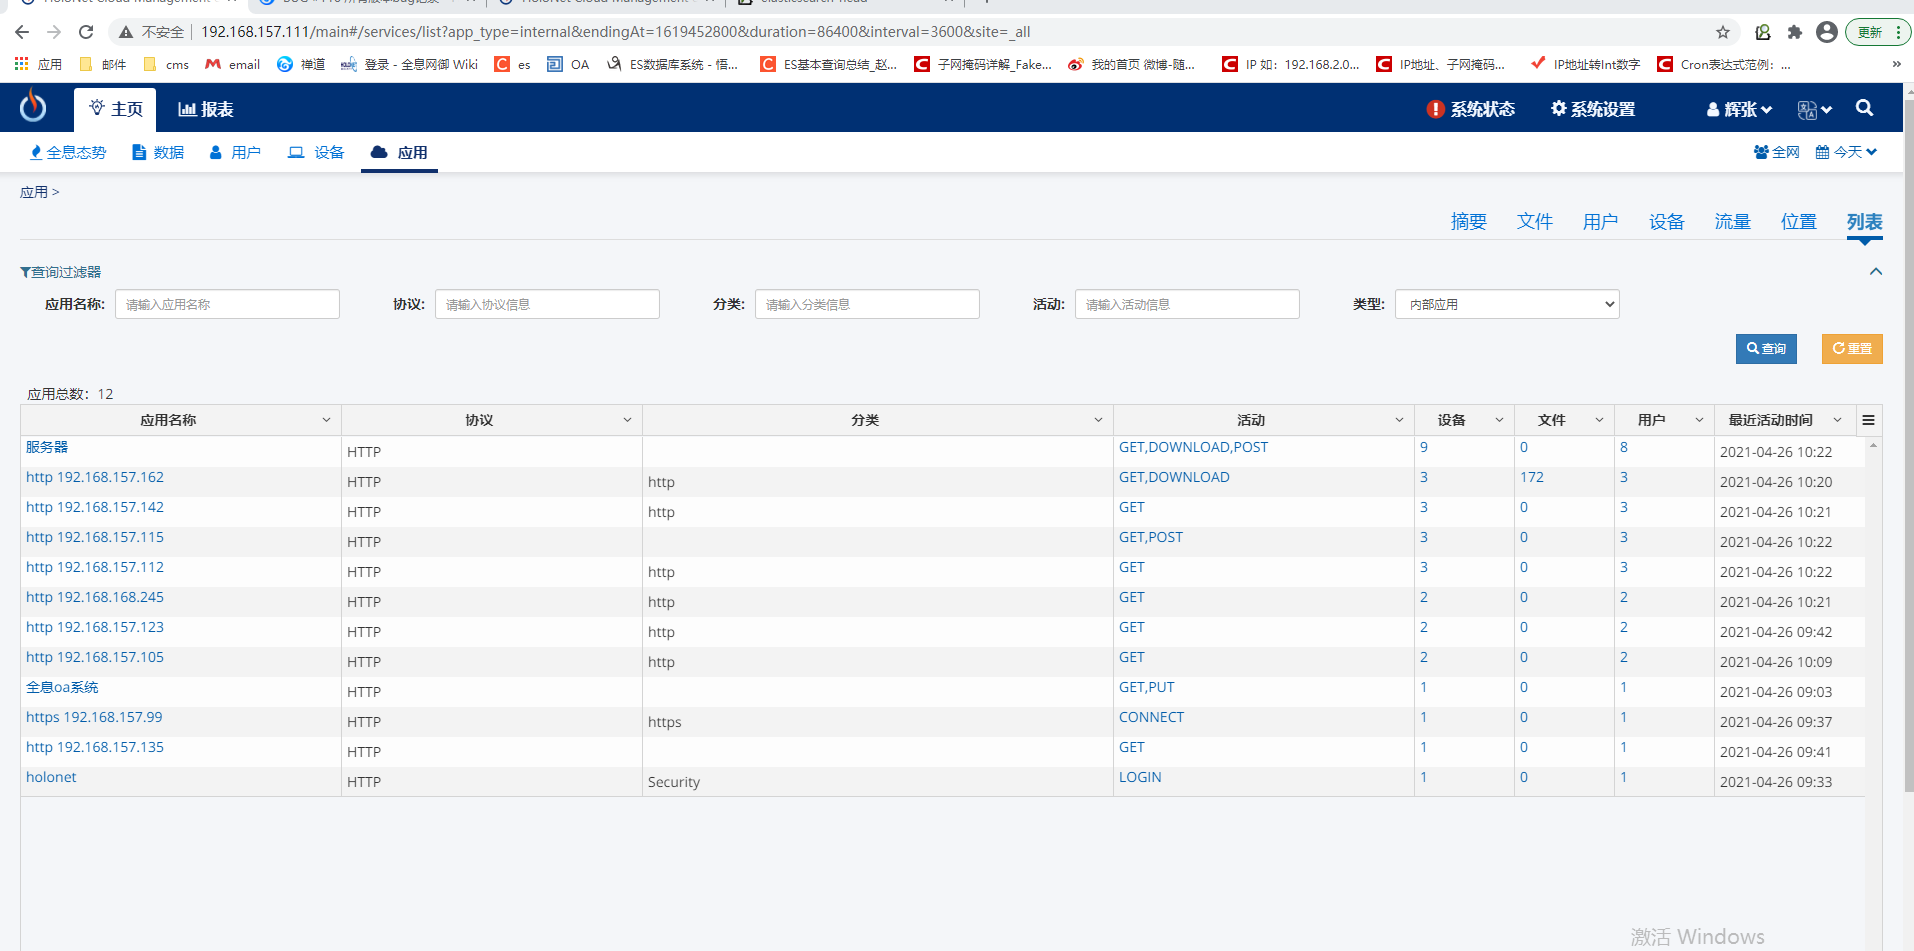 HoloNet Cloud Management
HoloNet Cloud Management
elasticsearch-head
不安全 192.168.157.111/main#/services/list?app_type=internal&endingAt=1619452800&duration=86400&interval=3600&site=_all
更新
应用 邮件 cms email 禅道 登录 - 全息网御 Wiki es OA ES数据库系统 - 悟... ES基本查询总结_赵... 子网掩码详解_Fake... 我的首页 微博-随... IP 如：192.168.2.0... IP地址、子网掩码... IP地址转Int数字 Cron表达式范例：... »
主页 报表 系统状态 系统设置 辉张
全息态势 数据 用户 设备 应用 全网 今天
应用 >
摘要 文件 用户 设备 流量 位置 列表
查询过滤器
应用名称: 请输入应用名称 协议: 请输入协议信息 分类: 请输入分类信息 活动: 请输入活动信息 类型: 内部应用
查询 重置
应用总数：12
应用名称 协议 分类 活动 设备 文件 用户 最近活动时间
服务器 HTTP GET,DOWNLOAD,POST 9 0 8 2021-04-26 10:22
http 192.168.157.162 HTTP http GET,DOWNLOAD 3 172 3 2021-04-26 10:20
http 192.168.157.142 HTTP http GET 3 0 3 2021-04-26 10:21
http 192.168.157.115 HTTP GET,POST 3 0 3 2021-04-26 10:22
http 192.168.157.112 HTTP http GET 3 0 3 2021-04-26 10:22
http 192.168.168.245 HTTP http GET 2 0 2 2021-04-26 10:21
http 192.168.157.123 HTTP http GET 2 0 2 2021-04-26 09:42
http 192.168.157.105 HTTP http GET 2 0 2 2021-04-26 10:09
全息oa系统 HTTP GET,PUT 1 0 1 2021-04-26 09:03
https 192.168.157.99 HTTP https CONNECT 1 0 1 2021-04-26 09:37
http 192.168.157.135 HTTP GET 1 0 1 2021-04-26 09:41
holonet HTTP Security LOGIN 1 0 1 2021-04-26 09:33
激活 Windows